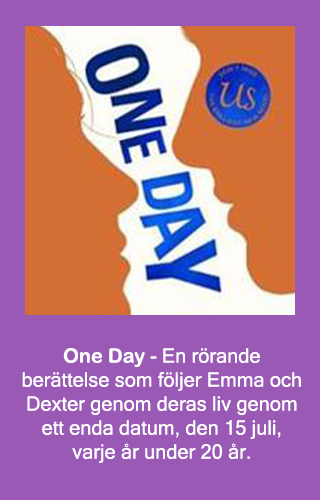 ONE DAY
Us
One Day - En rörande
berättelse som följer Emma och
Dexter genom deras liv genom
ett enda datum, den 15 juli,
varje år under 20 år.